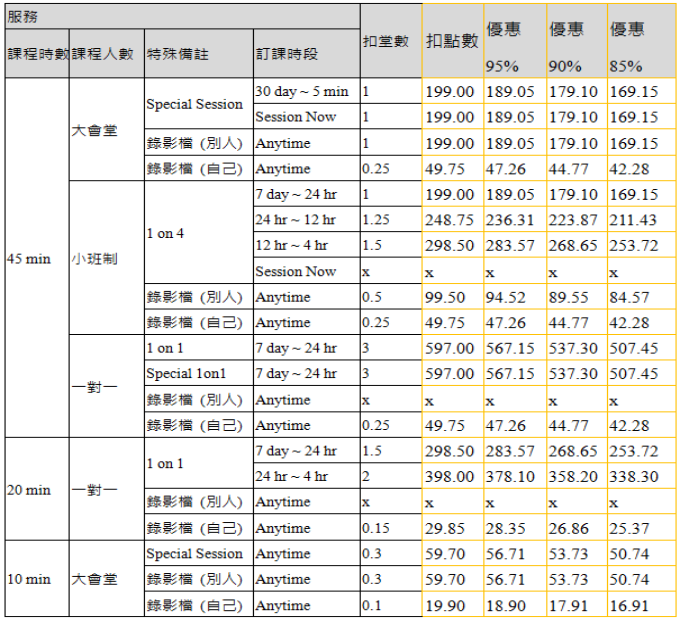 服務
扣堂數 扣點數 優惠 95% 優惠 90% 優惠 85%
課程時數 課程人數 特殊備註 訂課時段
45 min 大會堂 Special Session 30 day ~ 5 min 1 199.00 189.05 179.10 169.15
Session Now 1 199.00 189.05 179.10 169.15
錄影檔 (別人) Anytime 1 199.00 189.05 179.10 169.15
錄影檔 (自己) Anytime 0.25 49.75 47.26 44.77 42.28
小班制 1 on 4 7 day ~ 24 hr 1 199.00 189.05 179.10 169.15
24 hr ~ 12 hr 1.25 248.75 236.31 223.87 211.43
12 hr ~ 4 hr 1.5 298.50 283.57 268.65 253.72
Session Now x x x x x
錄影檔 (別人) Anytime 0.5 99.50 94.52 89.55 84.57
錄影檔 (自己) Anytime 0.25 49.75 47.26 44.77 42.28
一對一 1 on 1 7 day ~ 24 hr 3 597.00 567.15 537.30 507.45
Special 1on1 7 day ~ 24 hr 3 597.00 567.15 537.30 507.45
錄影檔 (別人) Anytime x x x x x
錄影檔 (自己) Anytime 0.25 49.75 47.26 44.77 42.28
20 min 一對一 1 on 1 7 day ~ 24 hr 1.5 298.50 283.57 268.65 253.72
24 hr ~ 4 hr 2 398.00 378.10 358.20 338.30
錄影檔 (別人) Anytime x x x x x
錄影檔 (自己) Anytime 0.15 29.85 28.35 26.86 25.37
10 min 大會堂 Special Session Anytime 0.3 59.70 56.71 53.73 50.74
錄影檔 (別人) Anytime 0.3 59.70 56.71 53.73 50.74
錄影檔 (自己) Anytime 0.1 19.90 18.90 17.91 16.91